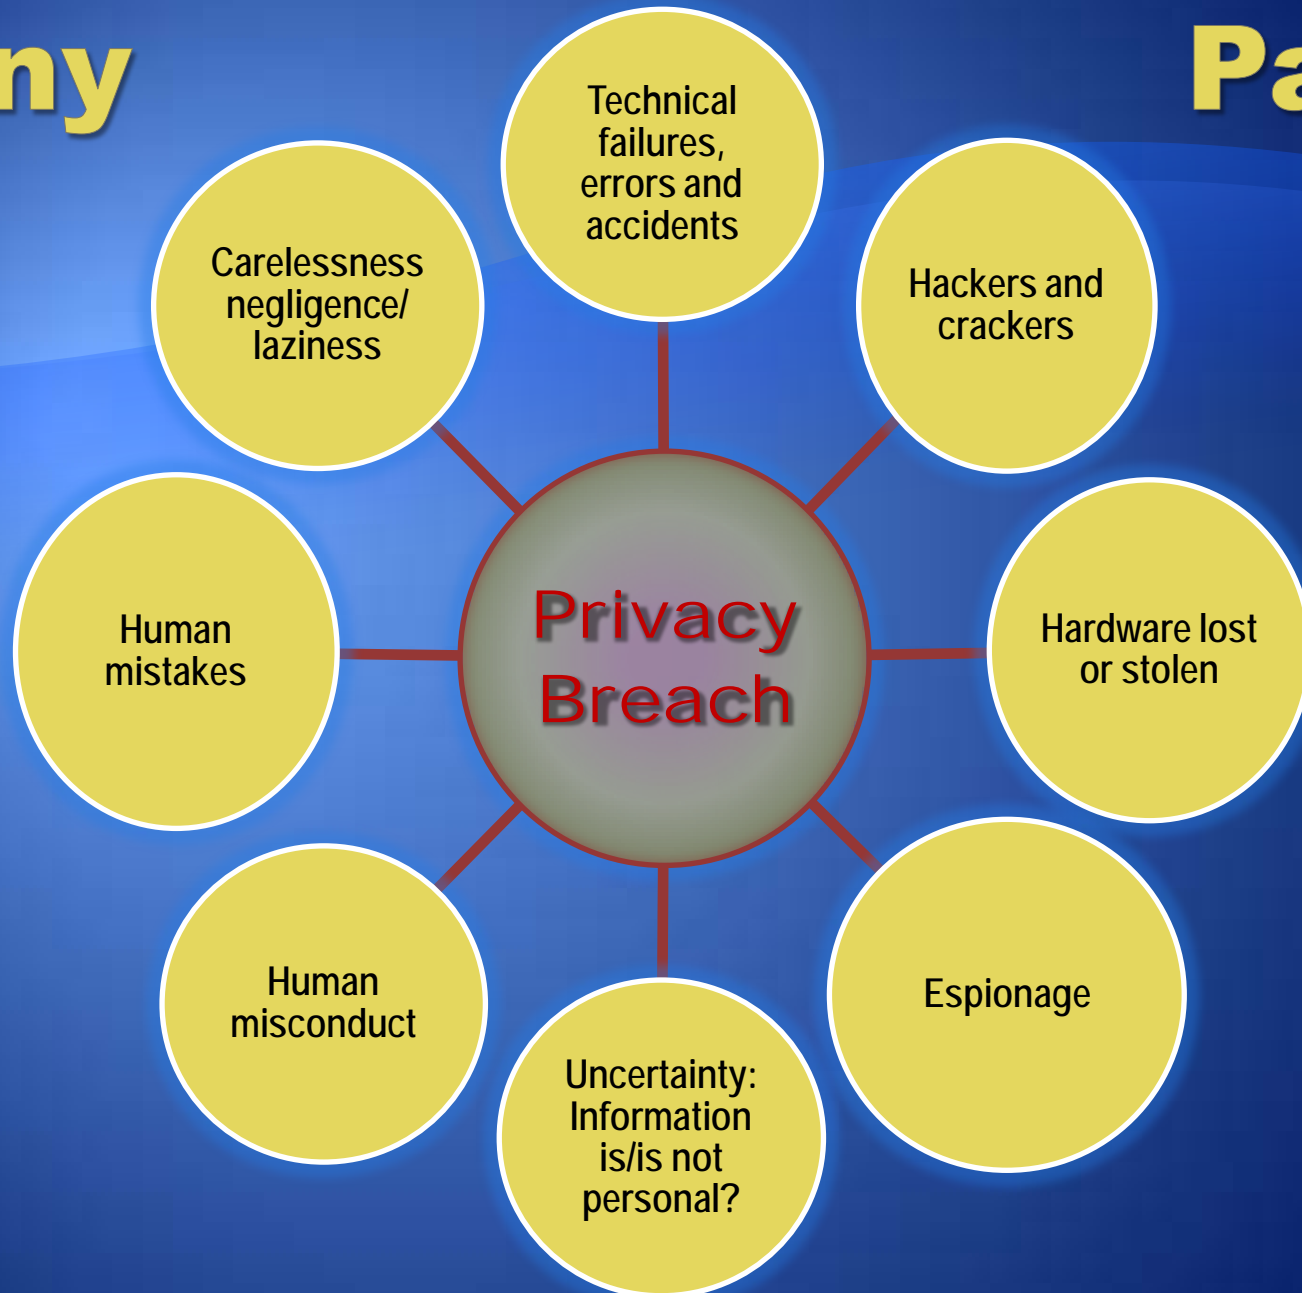 ny
Pa
Technical
failures,
errors and
accidents
Carelessness
negligence/
laziness
Hackers and
crackers
Human
mistakes
Privacy
Breach
Hardware lost
or stolen
Human
misconduct
Espionage
Uncertainty:
Information
is/is not
personal?